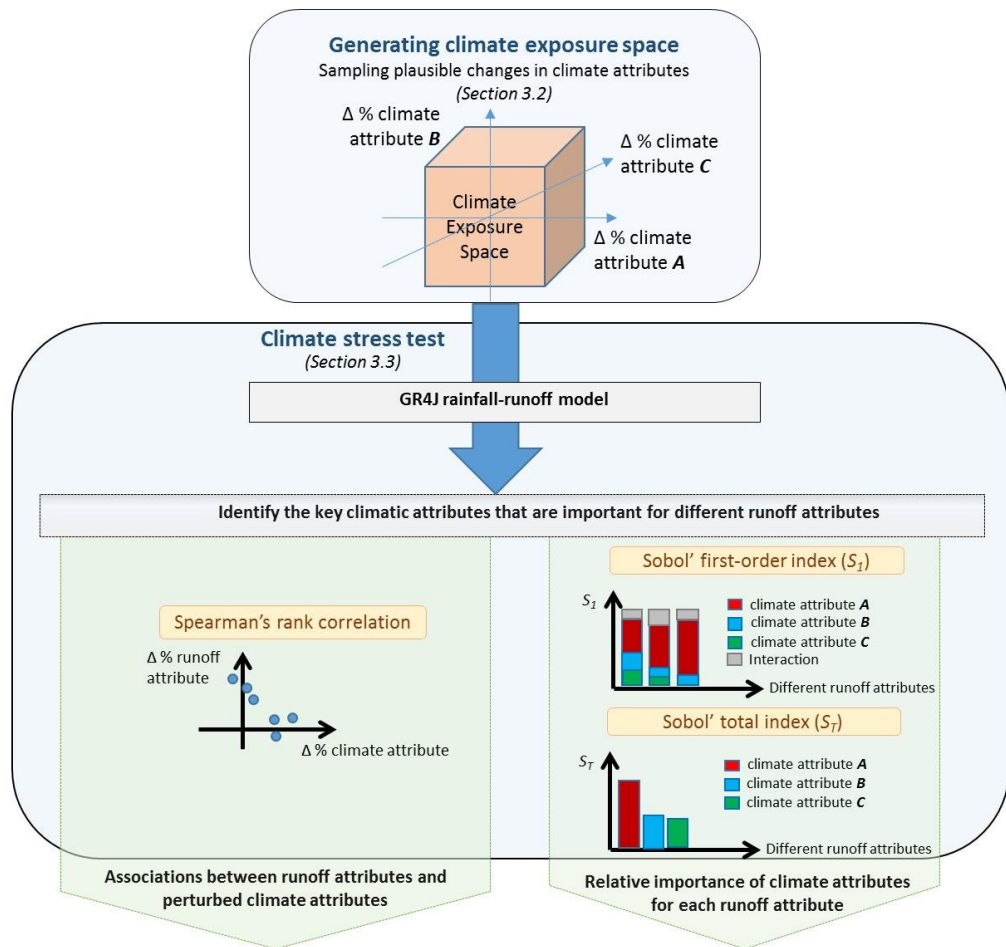 Generating climate exposure space
Sampling plausible changes in climate attributes
(Section 3.2)
Δ % climate
attribute B
Δ % climate
attribute C
Climate
Exposure
Space
Δ % climate
attribute A
Climate stress test
(Section 3.3)
GR4J rainfall-runoff model
Identify the key climatic attributes that are important for different runoff attributes
Spearman's rank correlation
Δ % runoff
attribute
Δ % climate attribute
Associations between runoff attributes and
perturbed climate attributes
Sobol' first-order index (S1)
S1
climate attribute A
climate attribute B
climate attribute C
Interaction
Different runoff attributes
Sobol' total index (ST)
ST
climate attribute A
climate attribute B
climate attribute C
Different runoff attributes
Relative importance of climate attributes
for each runoff attribute